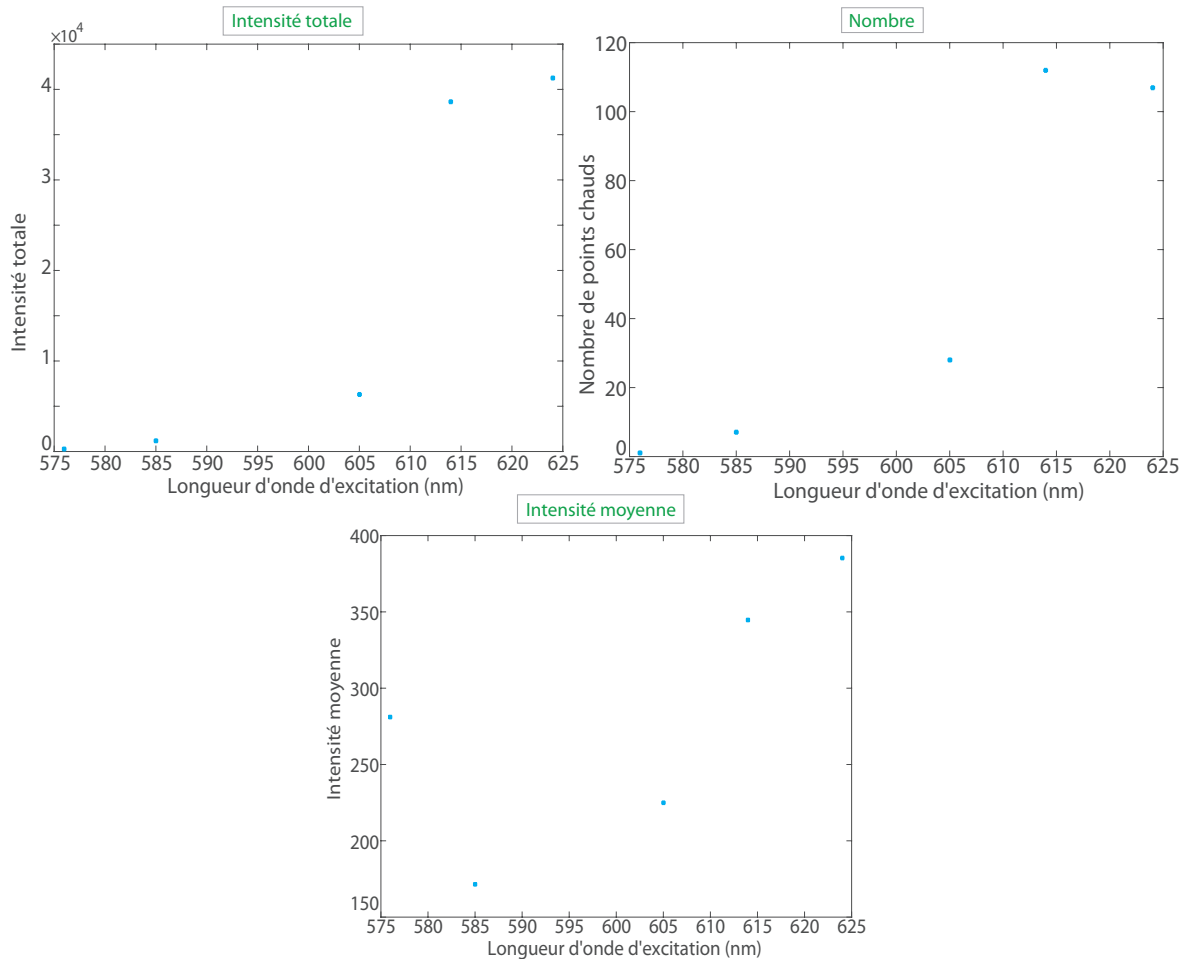 Intensité totale
×10⁴
4
3
2
1
0
575 580 585 590 595 600 605 610 615 620 625
Longueur d'onde d'excitation (nm)
Intensité totale
Nombre
120
100
80
60
40
20
0
575 580 585 590 595 600 605 610 615 620 625
Longueur d'onde d'excitation (nm)
Nombre de points chauds
Intensité moyenne
400
350
300
250
200
150
575 580 585 590 595 600 605 610 615 620 625
Longueur d'onde d'excitation (nm)
Intensité moyenne